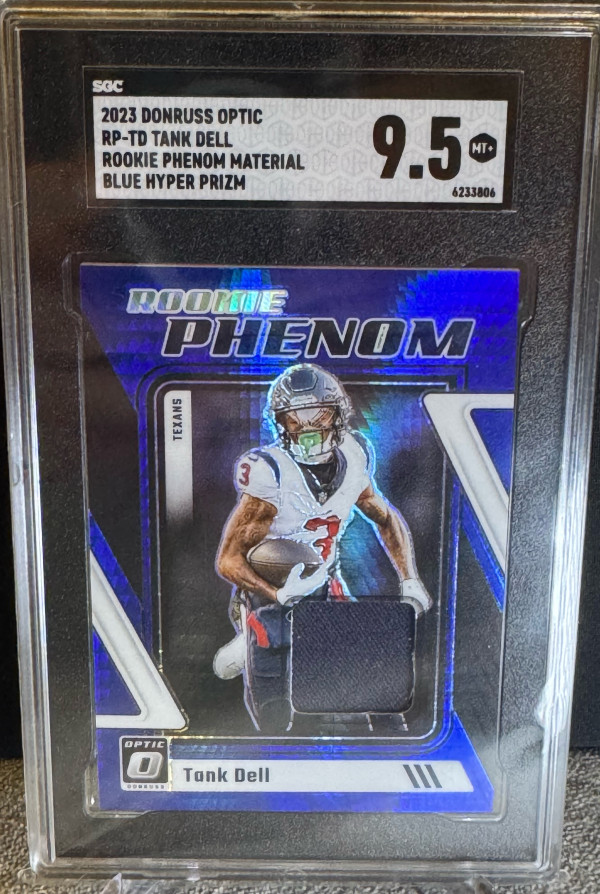 SGC
2023 DONRUSS OPTIC
RP-TD TANK DELL
ROOKIE PHENOM MATERIAL
BLUE HYPER PRIZM
9.5
MT+
6233806
ROOKIE
PHENOM
TEXANS
3
3
OPTIC
DONRUSS
Tank Dell